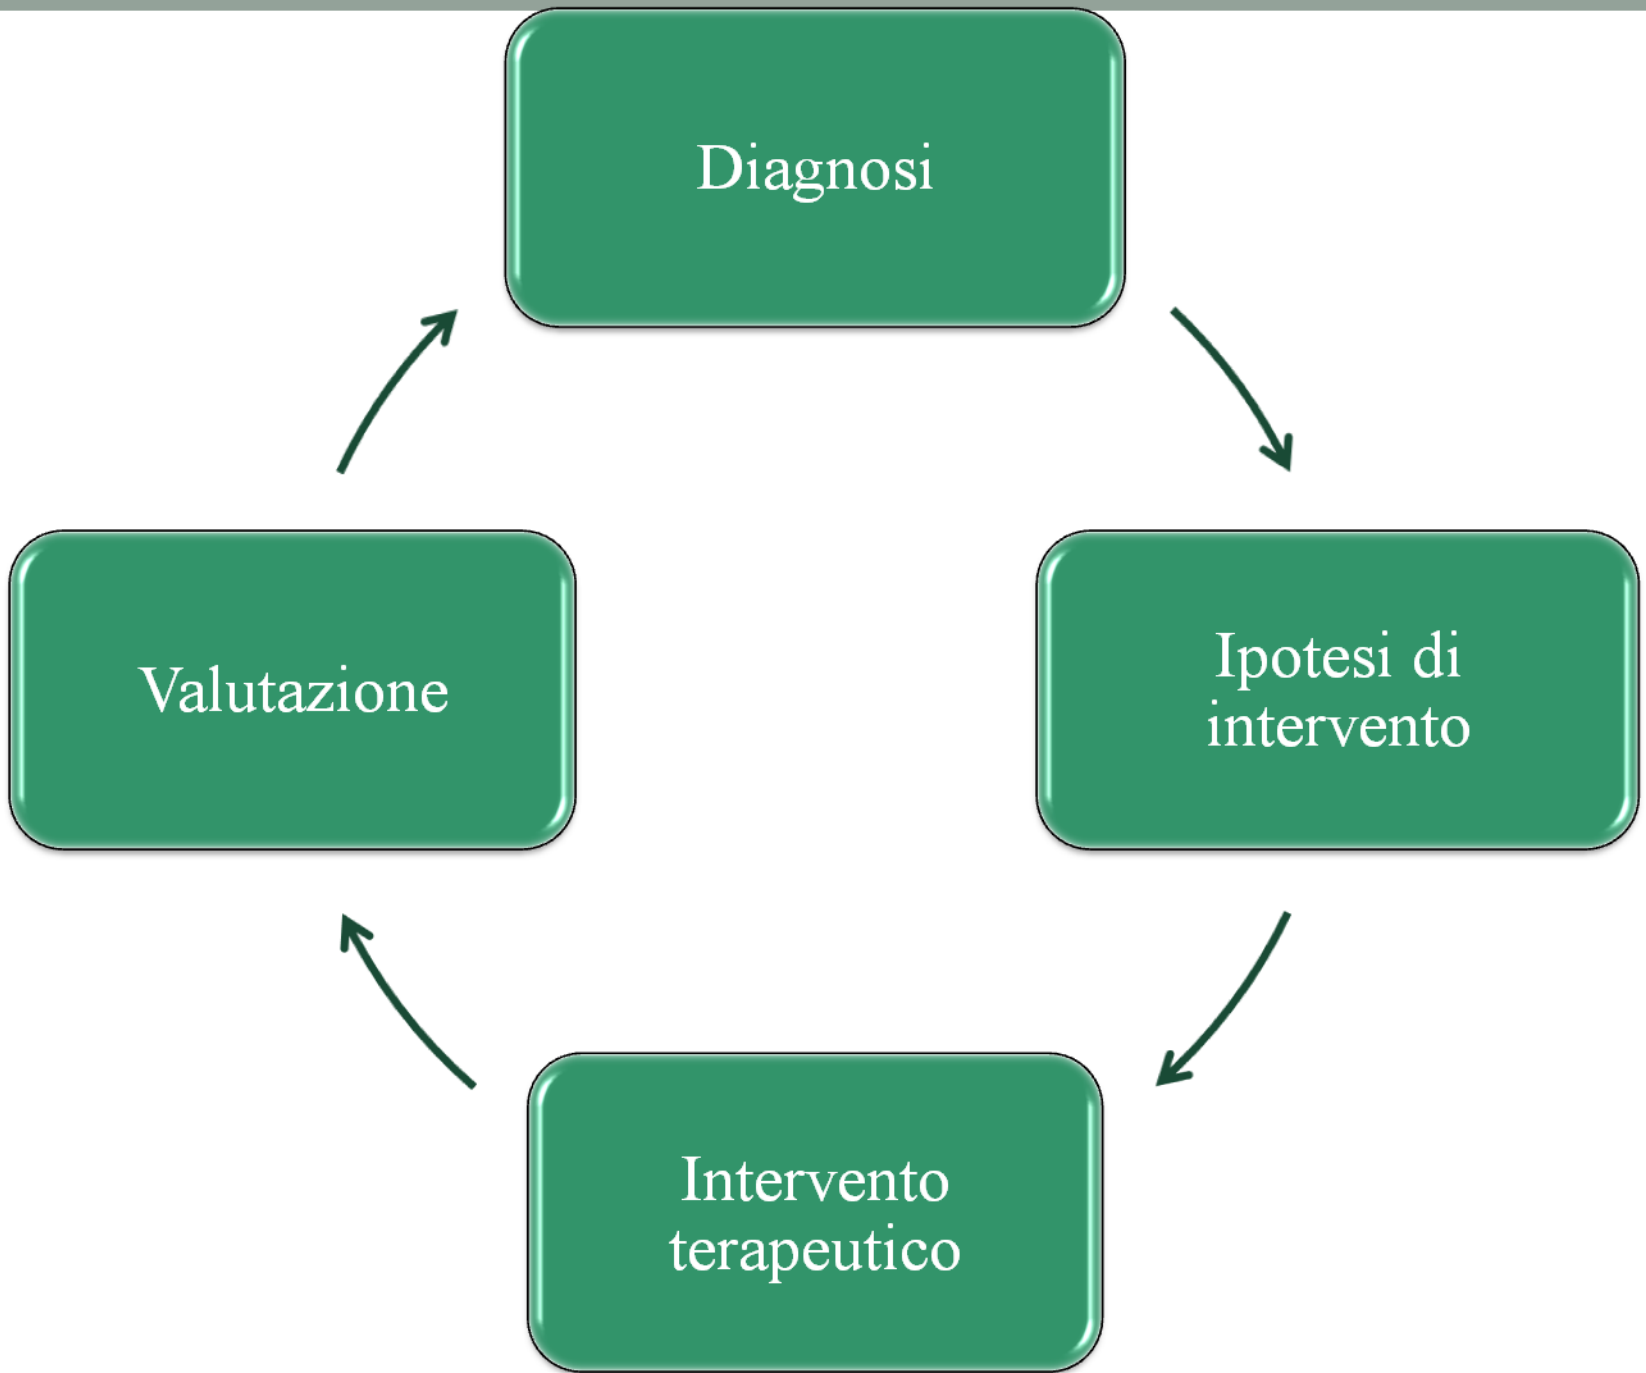 Diagnosi
Ipotesi di
intervento
Intervento
terapeutico
Valutazione